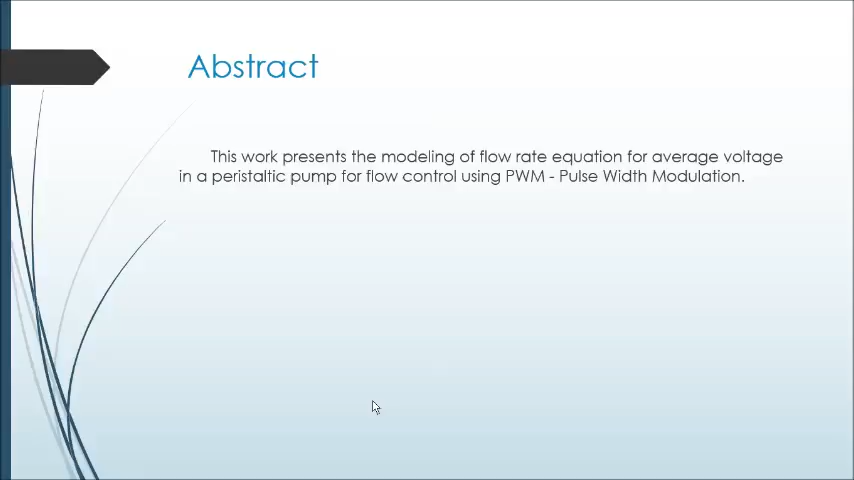 Abstract
This work presents the modeling of flow rate equation for average voltage
in a peristaltic pump for flow control using PWM - Pulse Width Modulation.